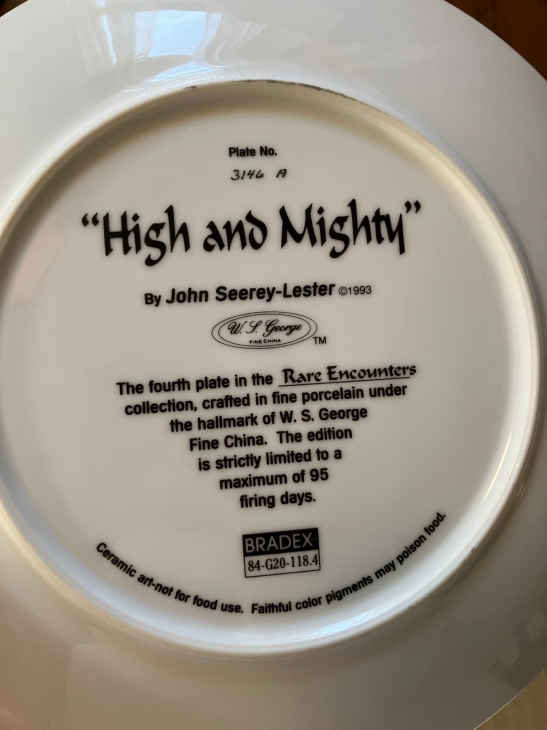 Plate No.
3146 A
"High and Mighty"
By John Seerey-Lester ©1993
W. S. George
FINE CHINA
TM
The fourth plate in the Rare Encounters
collection, crafted in fine porcelain under
the hallmark of W. S. George
Fine China. The edition
is strictly limited to a
maximum of 95
firing days.
BRADEX
84-G20-118.4
Ceramic art-not for food use. Faithful color pigments may poison food.